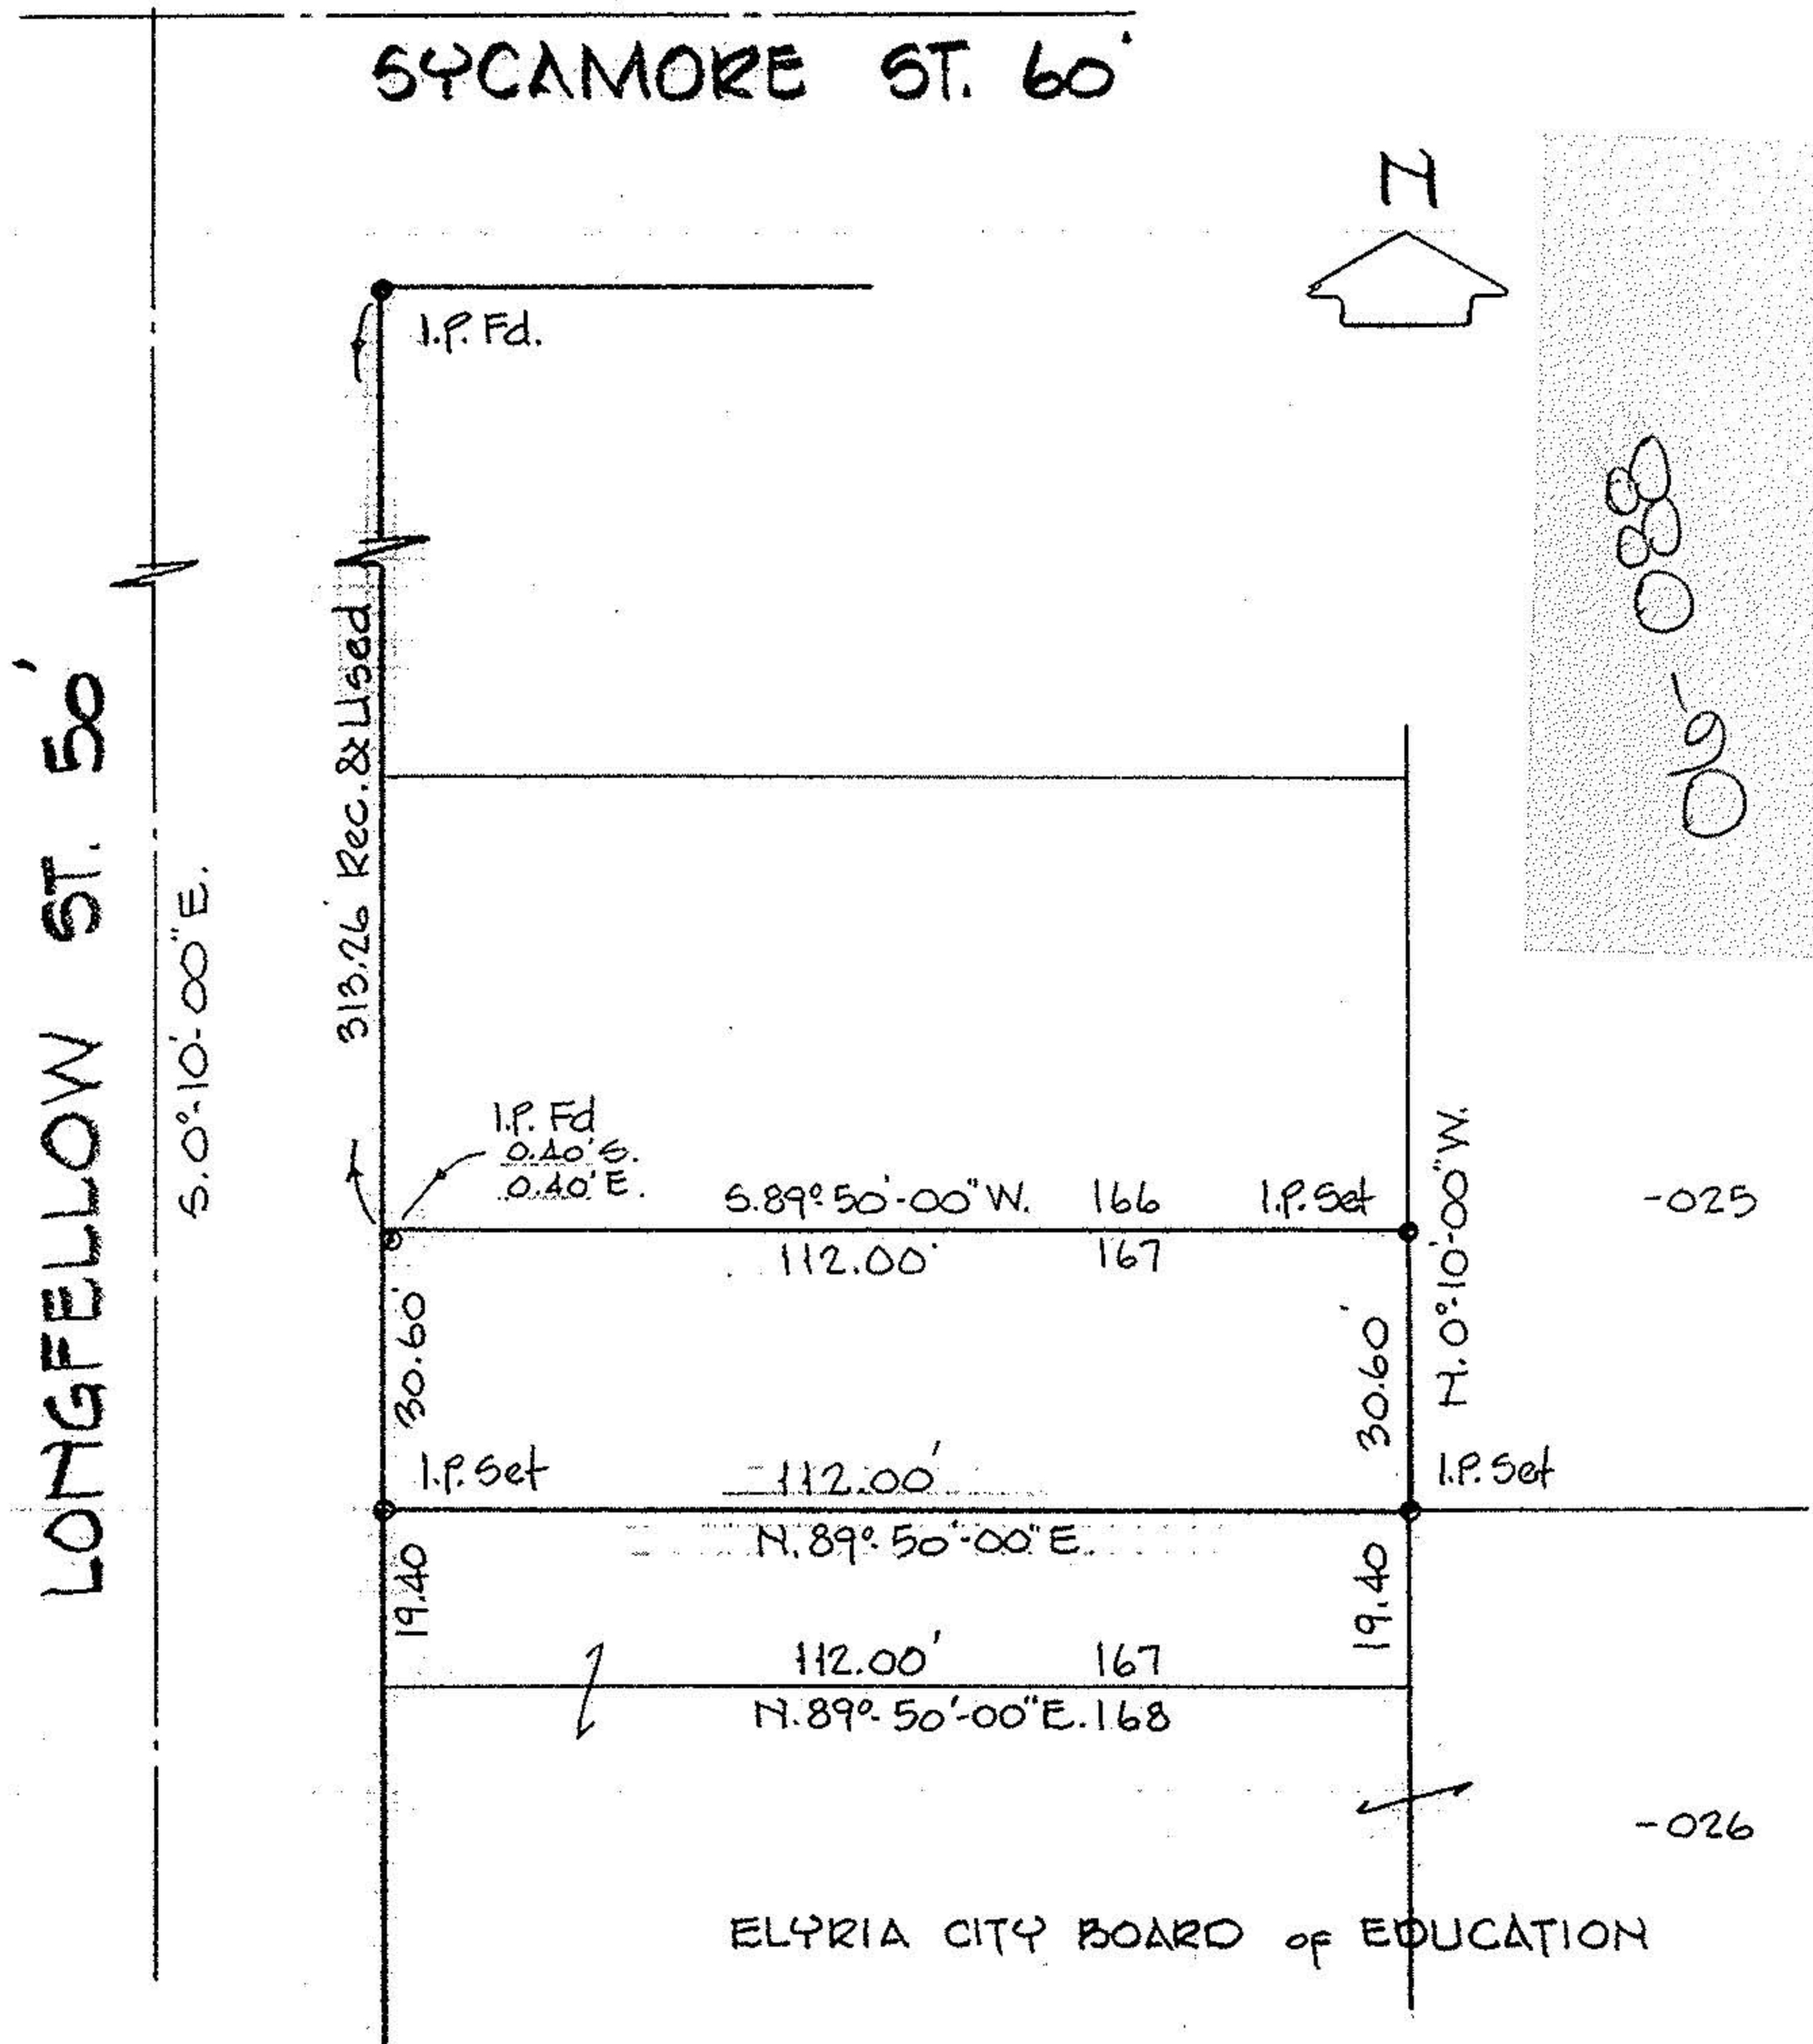 SYCAMORE ST. 60'
N
I.P. Fd.
LONGFELLOW ST. 50'
S.0°-10'-00"E.
313.26' Rec. & Used
I.P. Fd
0.40' S.
0.40' E.
S.89°50'-00"W. 166 I.P. Set
112.00' 167
N.0°-10'-00"W.
-025
30.60'
30.60'
I.P. Set
112.00'
I.P. Set
N.89°-50'-00"E.
19.40
19.40
112.00' 167
N.89°-50'-00"E. 168
-026
ELYRIA CITY BOARD of EDUCATION